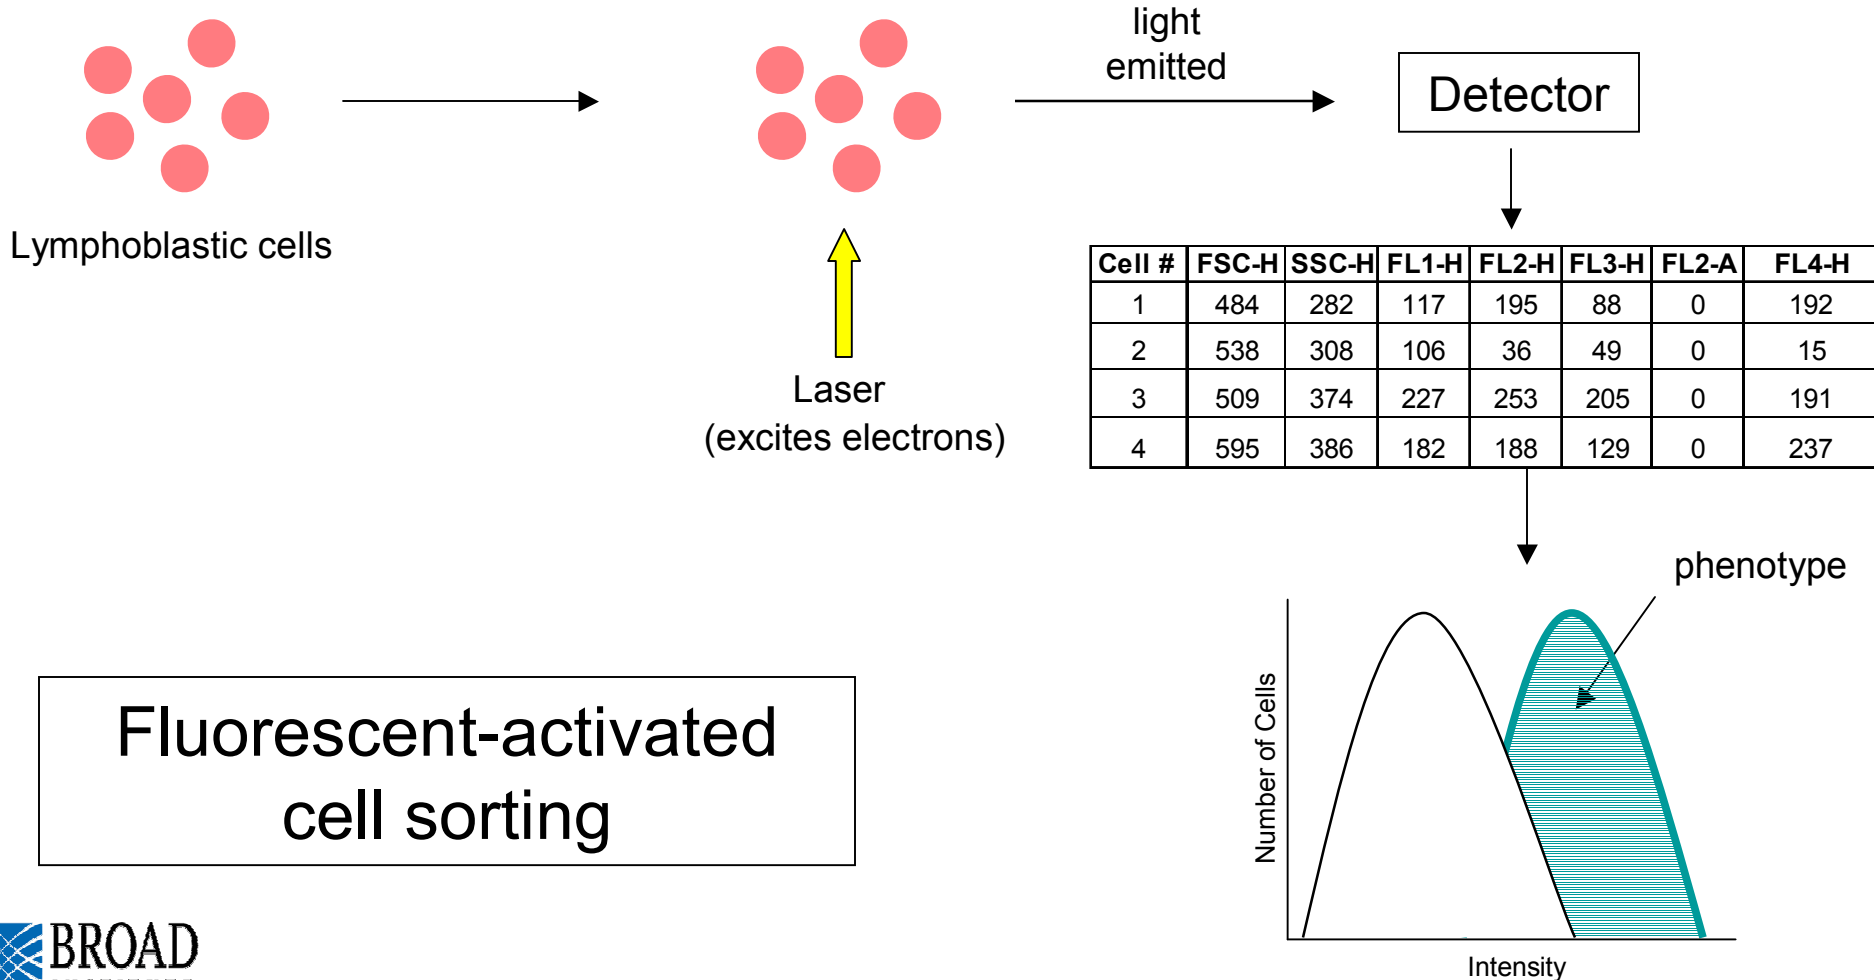 light
emitted
Detector
Lymphoblastic cells
Laser
(excites electrons)
Cell # FSC-H SSC-H FL1-H FL2-H FL3-H FL2-A FL4-H
1 484 282 117 195 88 0 192
2 538 308 106 36 49 0 15
3 509 374 227 253 205 0 191
4 595 386 182 188 129 0 237
phenotype
Number of Cells
Intensity
Fluorescent-activated
cell sorting
BROAD